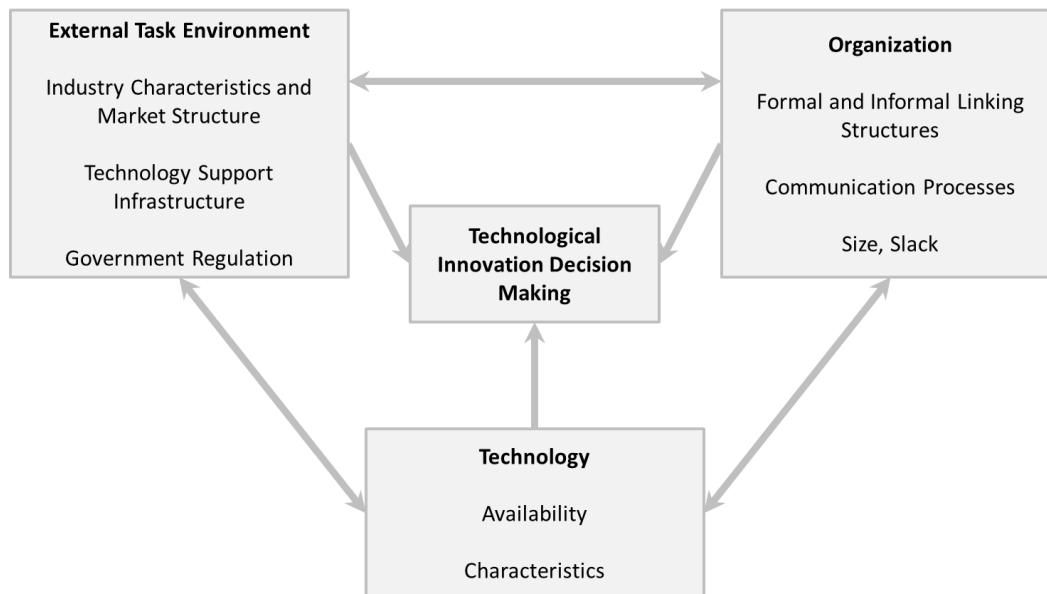 External Task Environment
Industry Characteristics and
Market Structure
Technology Support
Infrastructure
Government Regulation
Organization
Formal and Informal Linking
Structures
Communication Processes
Size, Slack
Technological
Innovation Decision
Making
Technology
Availability
Characteristics